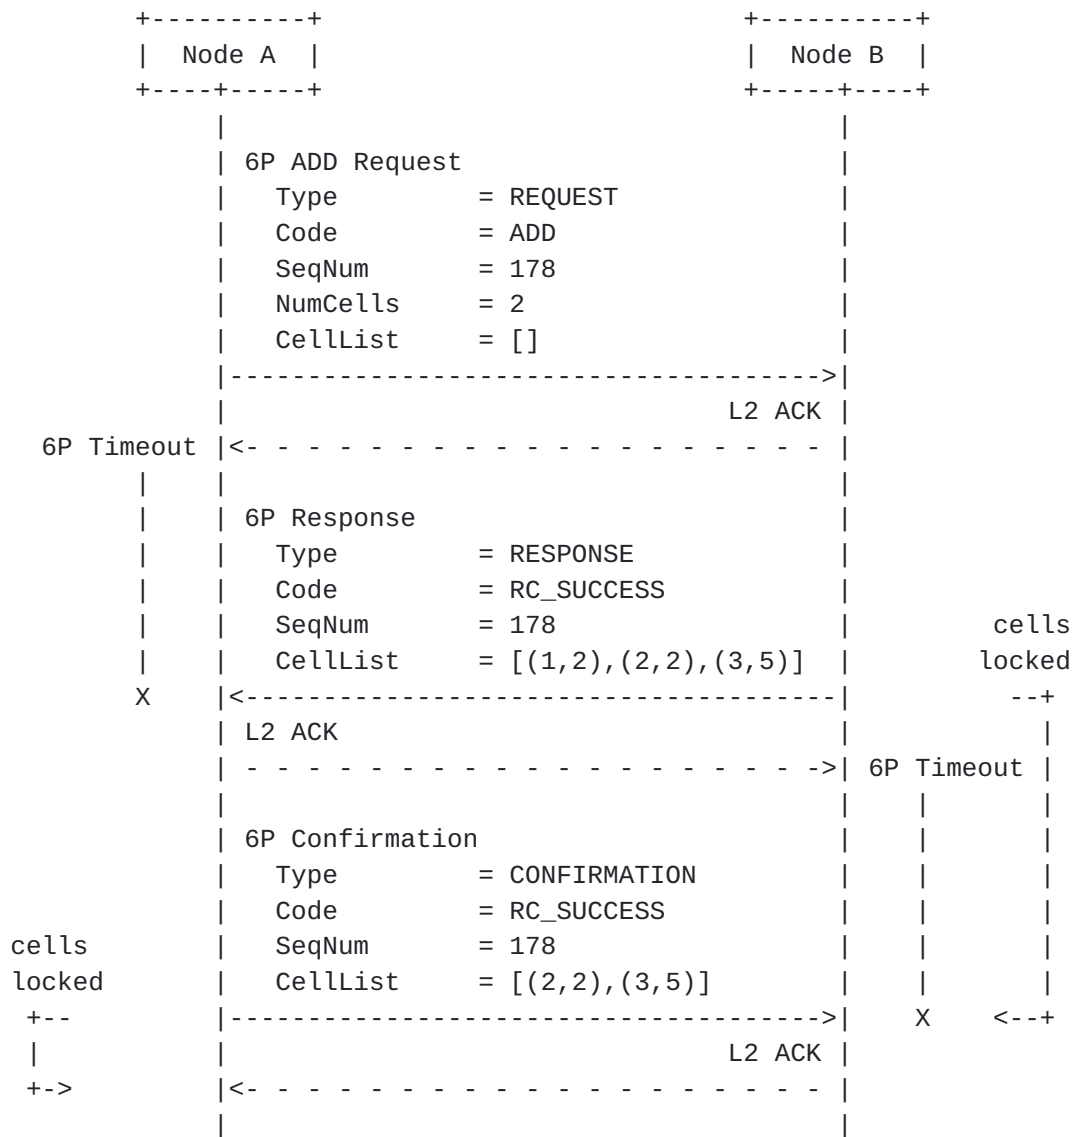 Node A Node B
6P ADD Request
Type = REQUEST
Code = ADD
SeqNum = 178
NumCells = 2
CellList = []
L2 ACK
6P Timeout
6P Response
Type = RESPONSE
Code = RC_SUCCESS
SeqNum = 178 cells
CellList = [(1,2),(2,2),(3,5)] locked
X
L2 ACK
6P Timeout
6P Confirmation
Type = CONFIRMATION
Code = RC_SUCCESS
cells SeqNum = 178
locked CellList = [(2,2),(3,5)]
X
L2 ACK